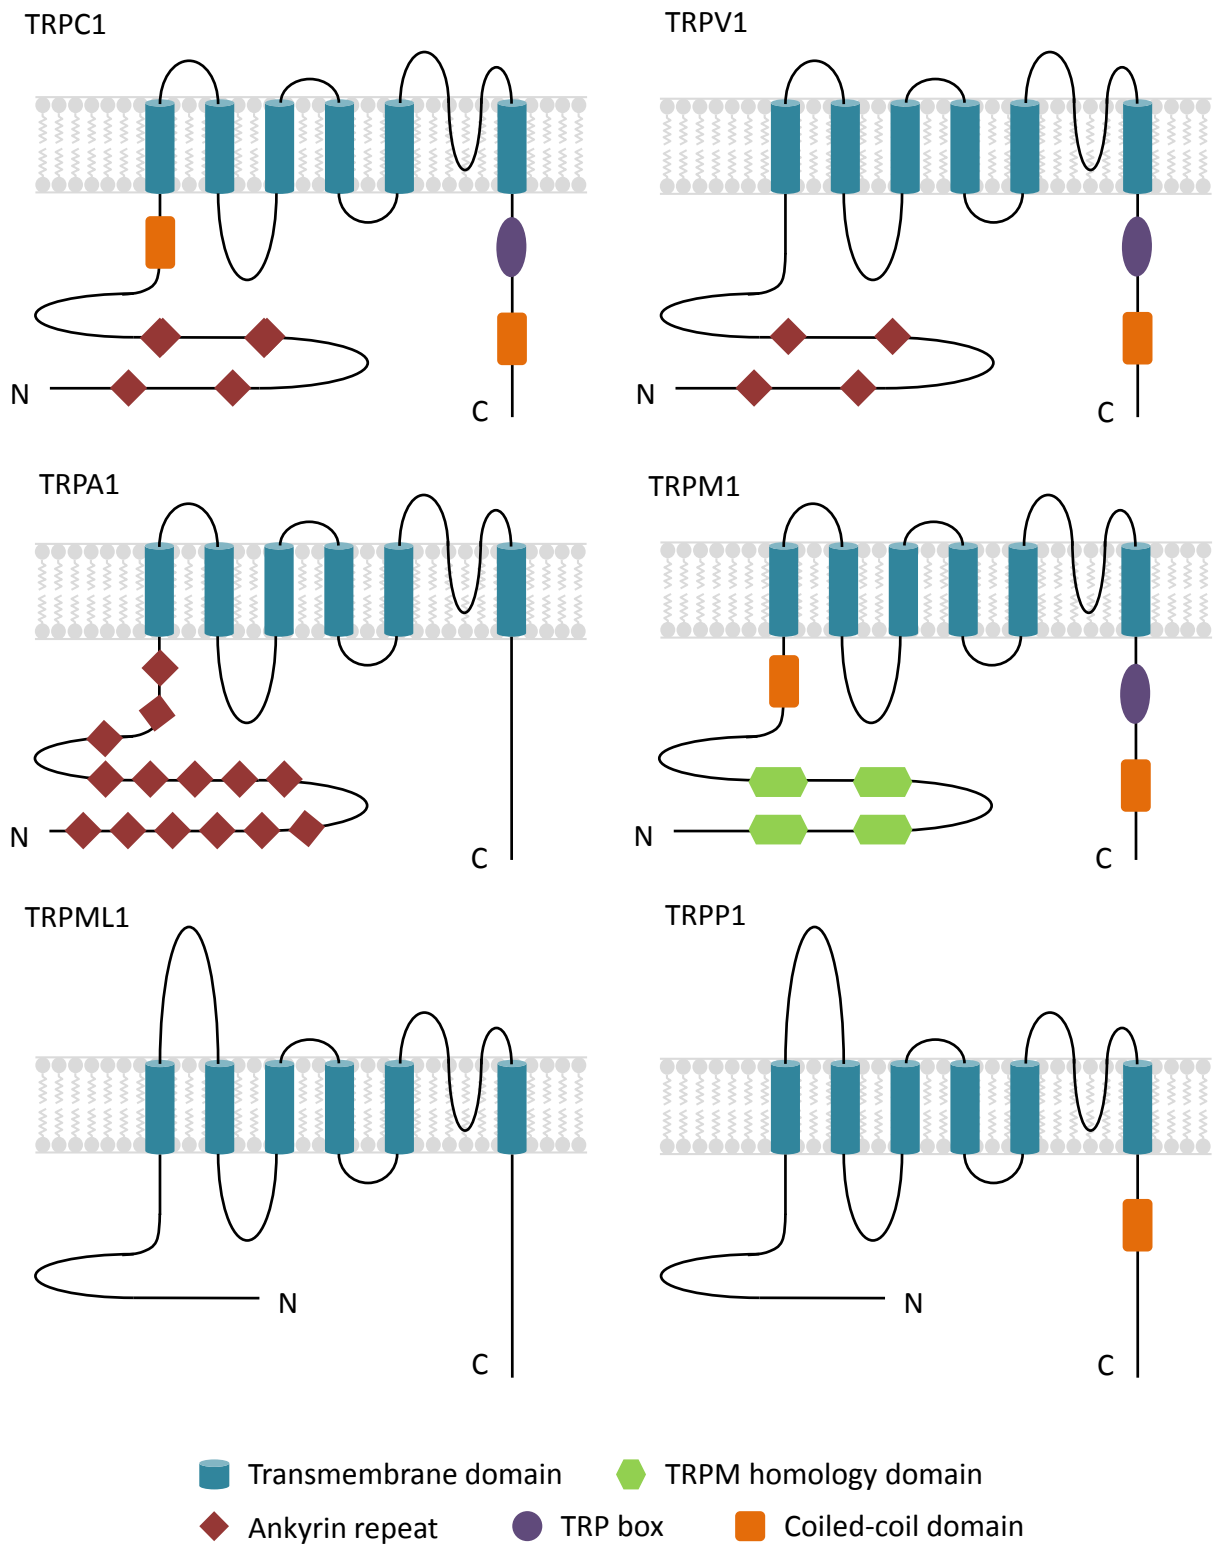 TRPC1
TRPV1
N
C
N
C
TRPA1
TRPM1
N
C
N
C
TRPML1
TRPP1
N
C
N
C
Transmembrane domain
TRPM homology domain
Ankyrin repeat
TRP box
Coiled-coil domain